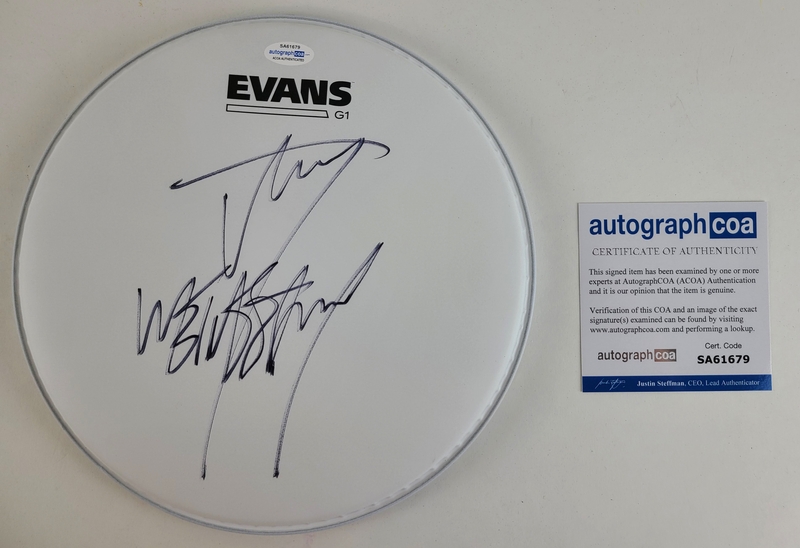 SA61679
autographcoa
ACOA AUTHENTICATED
EVANS
G1
autographcoa
CERTIFICATE OF AUTHENTICITY
This signed item has been examined by one or more
experts at AutographCOA (ACOA) Authentication
and it is our opinion that the item is genuine.
Verification of this COA and an image of the exact
signature(s) examined can be found by visiting
www.autographcoa.com and performing a lookup.
Cert. Code
autographcoa SA61679
Justin Steffman, CEO, Lead Authenticator